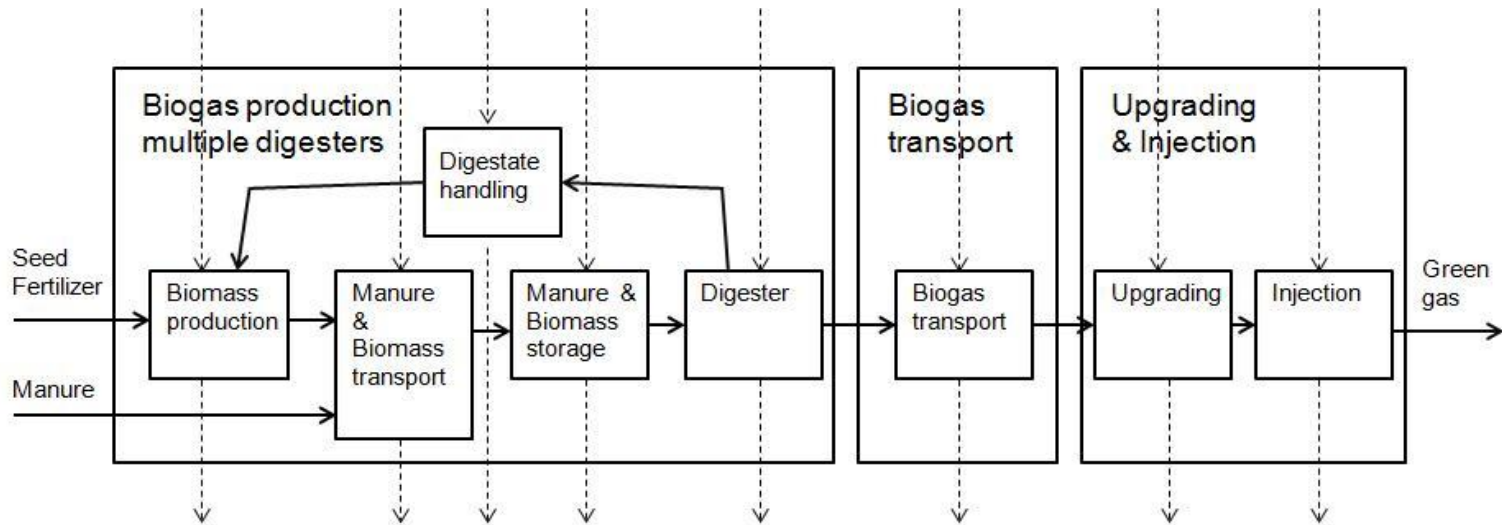 Biogas production
multiple digesters
Biogas
transport
Upgrading
& Injection
Digestate
handling
Seed
Fertilizer
Biomass
production
Manure
&
Biomass
transport
Manure &
Biomass
storage
Digester
Biogas
transport
Upgrading
Injection
Green
gas
Manure